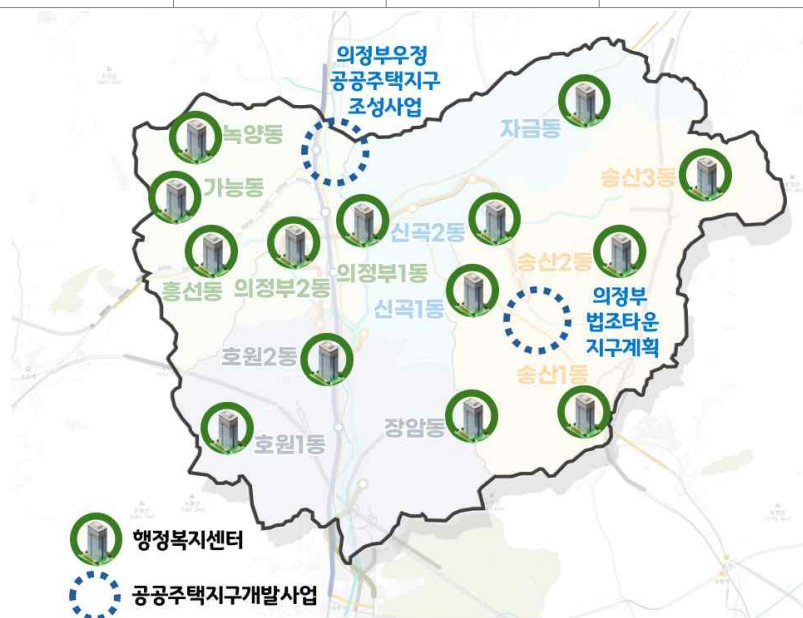 의정부우정
공공주택지구
조성사업
녹양동
자금동
가능동
송산3동
신곡2동
흥선동
의정부2동
의정부1동
송산2동
신곡1동
의정부
법조타운
지구계획
호원2동
송산1동
호원1동
장암동
행정복지센터
공공주택지구개발사업